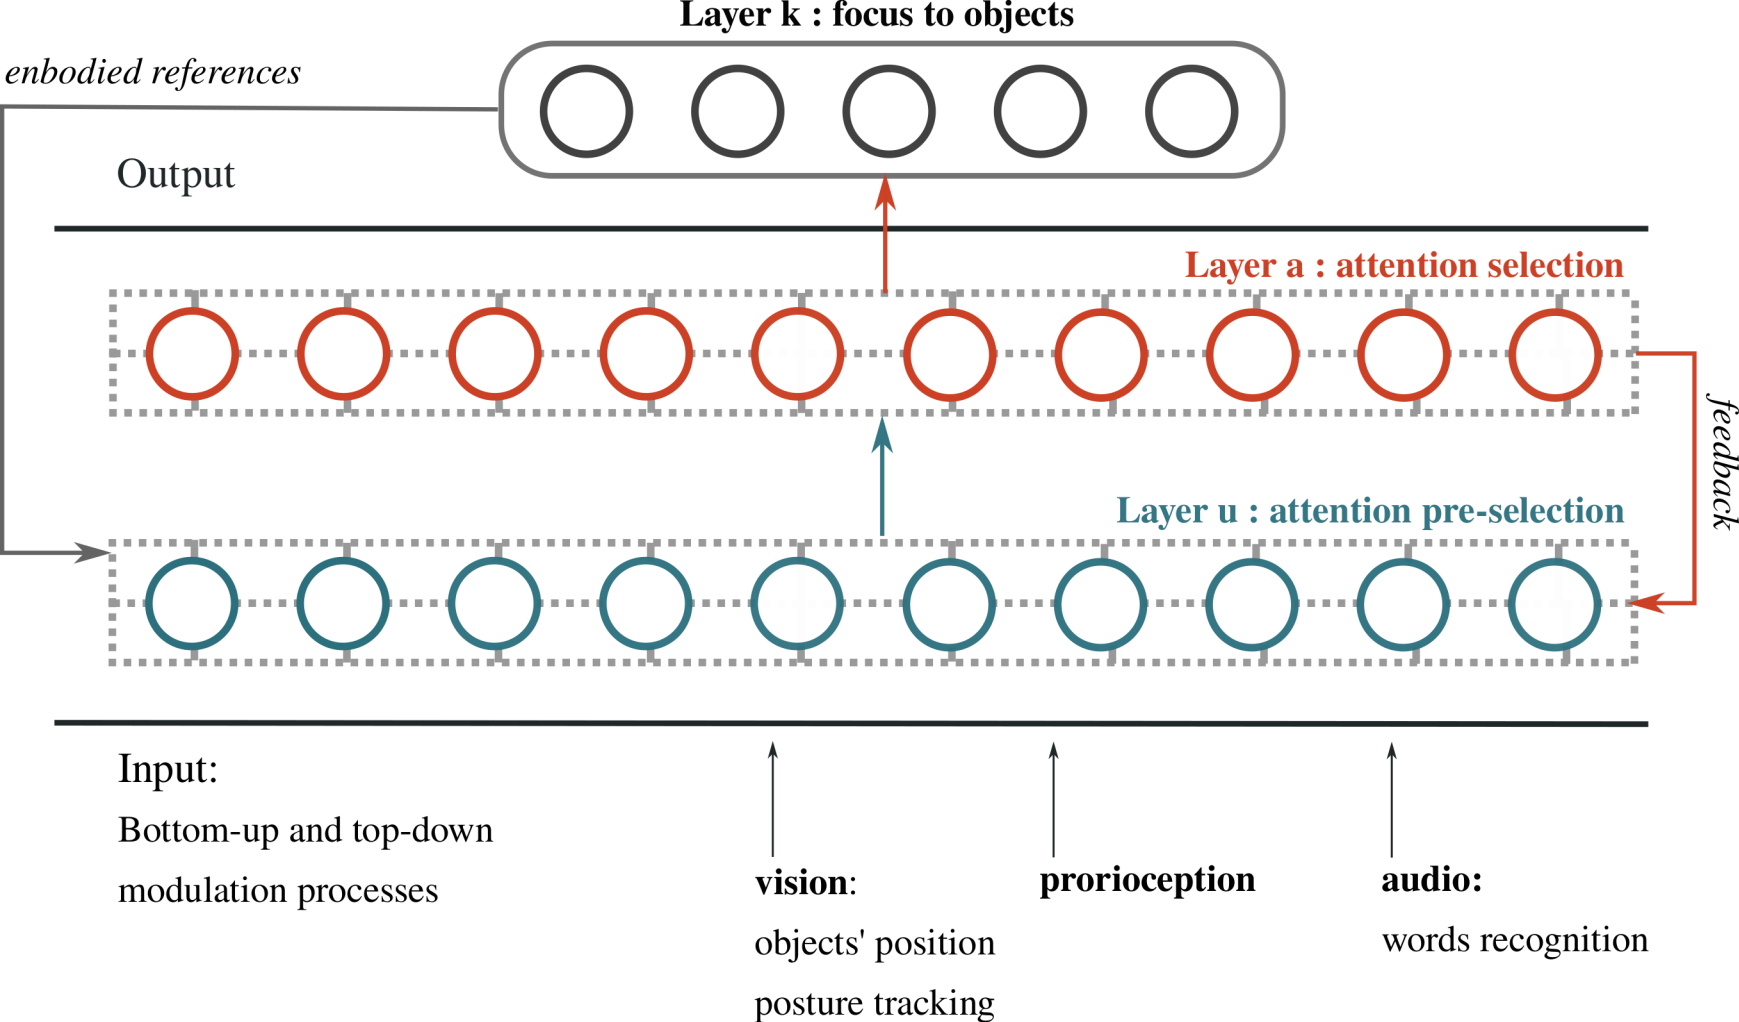 Layer k : focus to objects
enbodied references
Output
Layer a : attention selection
feedback
Layer u : attention pre-selection
Input:
Bottom-up and top-down
modulation processes
vision:
objects' position
posture tracking
prorioception
audio:
words recognition